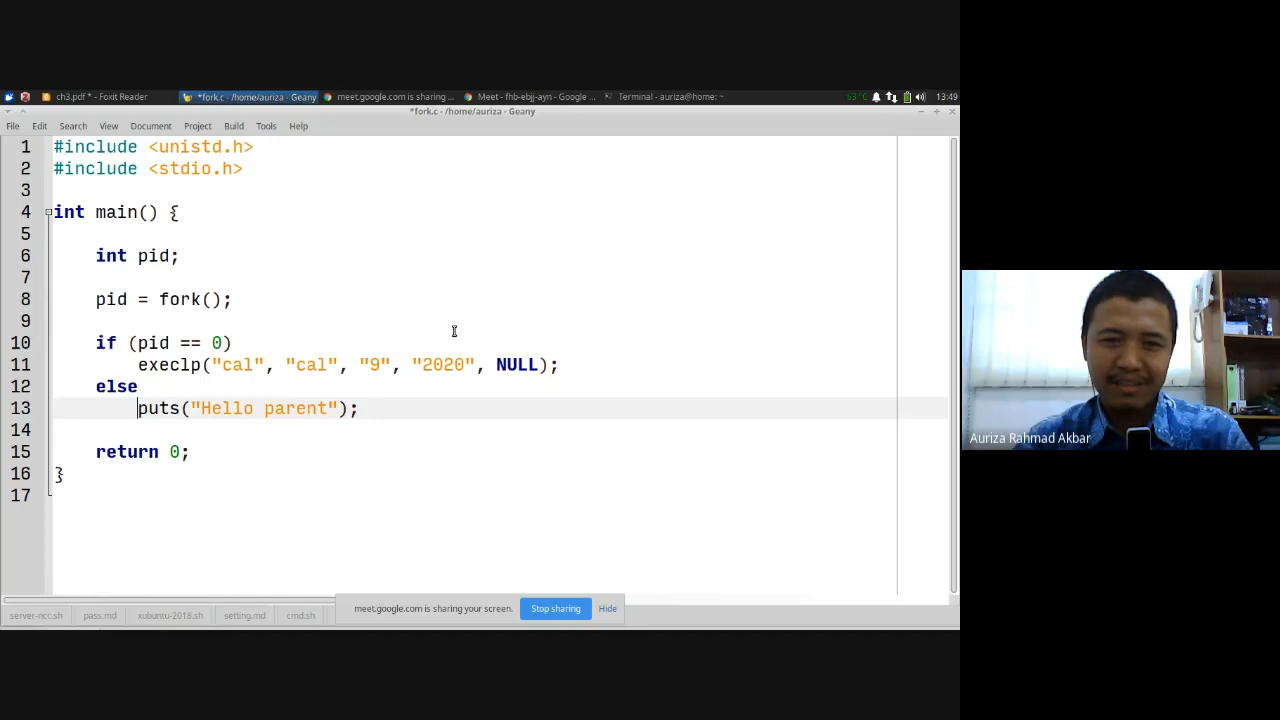 ch3.pdf * - Foxit Reader
*fork.c - /home/auriza - Geany
meet.google.com is sharing ...
Meet - fhb-ebjj-ayn - Google ...
Terminal - auriza@home: ~
63°C
13:49
*fork.c - /home/auriza - Geany
File Edit Search View Document Project Build Tools Help
1 #include <unistd.h>
2 #include <stdio.h>
3
4 int main() {
5
6 int pid;
7
8 pid = fork();
9
10 if (pid == 0)
11 execlp("cal", "cal", "9", "2020", NULL);
12 else
13 puts("Hello parent");
14
15 return 0;
16 }
17
Auriza Rahmad Akbar
server-ncc.sh pass.md xubuntu-2018.sh setting.md cmd.sh
meet.google.com is sharing your screen. Stop sharing Hide